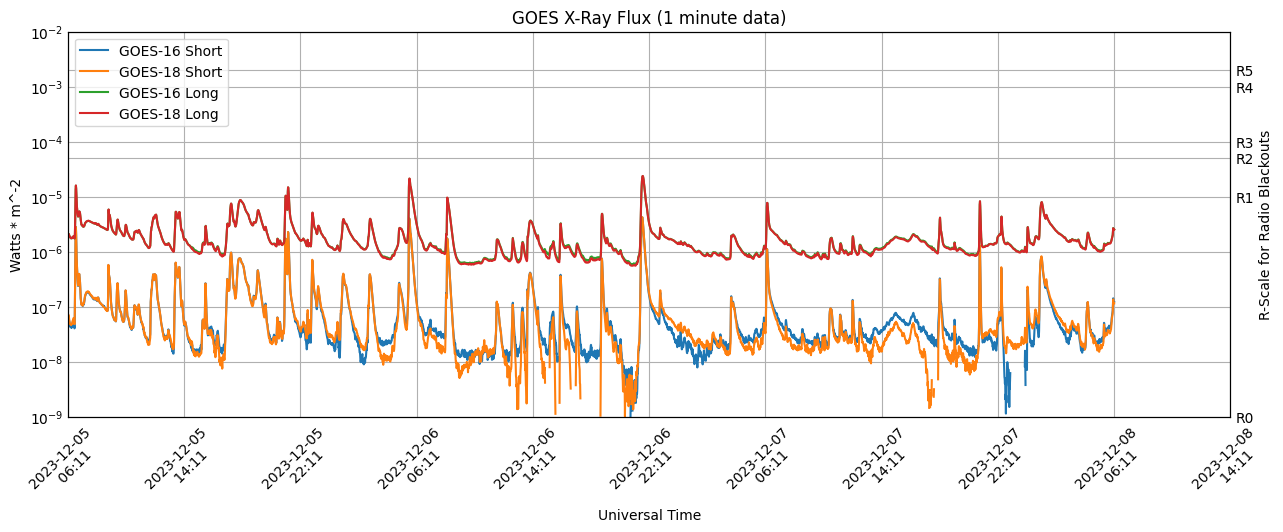 GOES X-Ray Flux (1 minute data)
GOES-16 Short
GOES-18 Short
GOES-16 Long
GOES-18 Long
Watts * m^-2
10^-2
10^-3
10^-4
10^-5
10^-6
10^-7
10^-8
10^-9
R5
R4
R3
R2
R1
R0
R-Scale for Radio Blackouts
2023-12-05
06:11
2023-12-05
14:11
2023-12-05
22:11
2023-12-06
06:11
2023-12-06
14:11
2023-12-06
22:11
2023-12-07
06:11
2023-12-07
14:11
2023-12-07
22:11
2023-12-08
06:11
2023-12-08
14:11
Universal Time